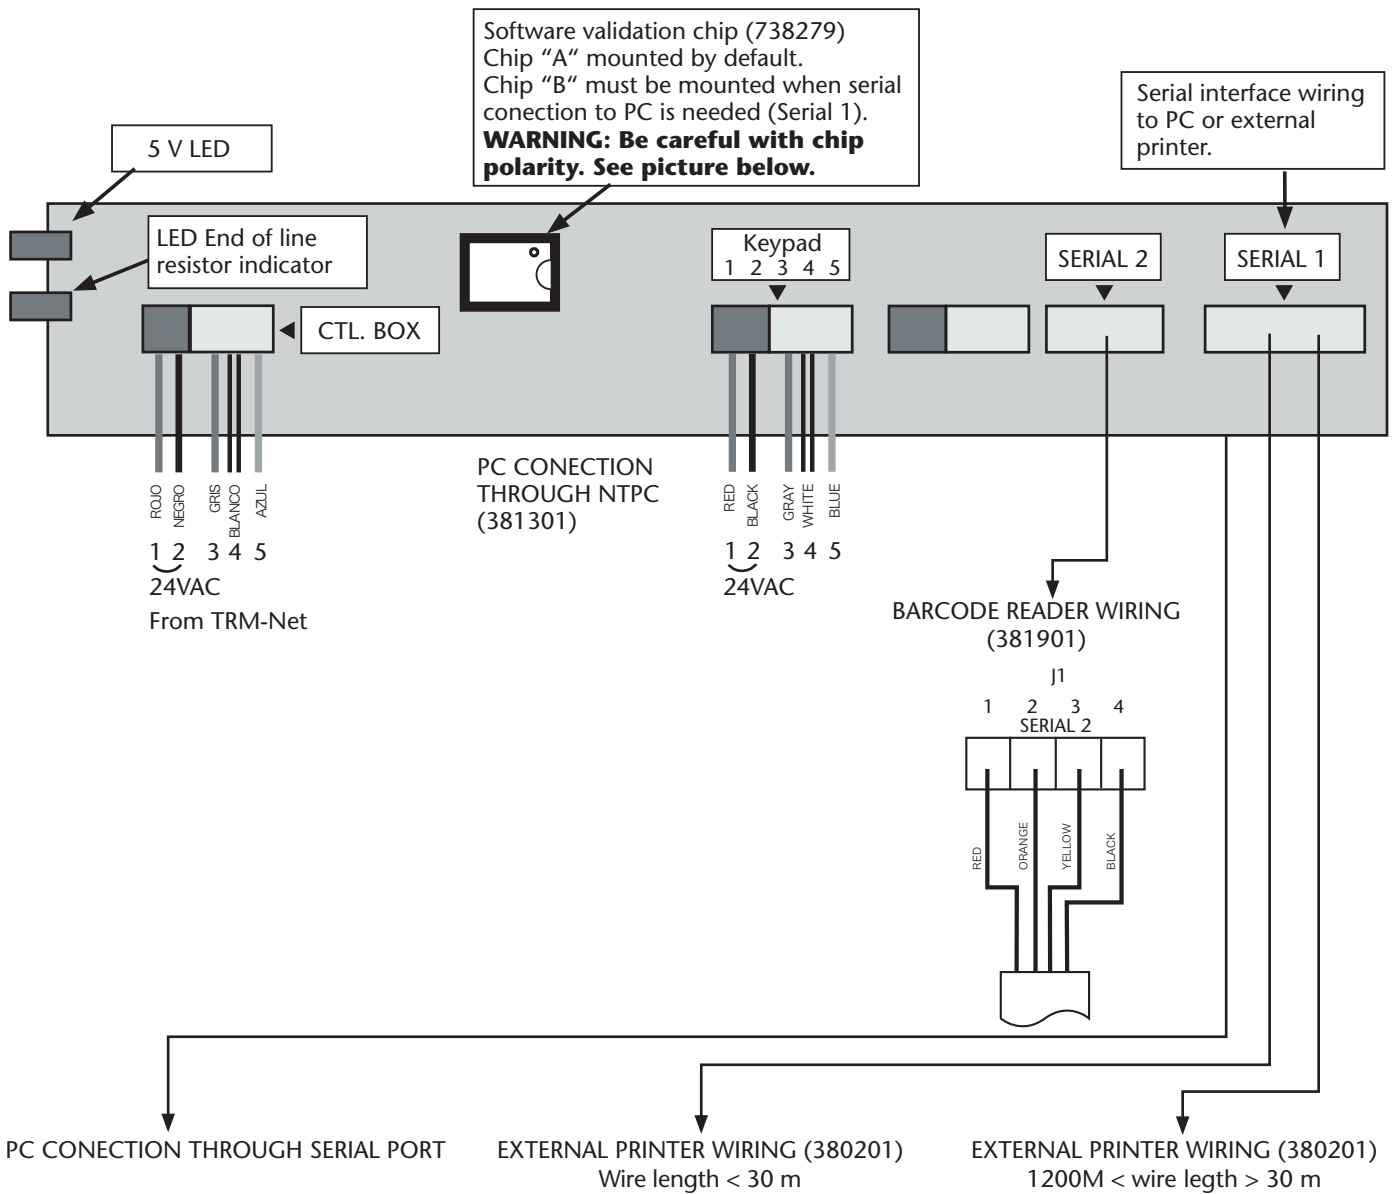 Software validation chip (738279)
Chip “A“ mounted by default.
Chip “B“ must be mounted when serial
conection to PC is needed (Serial 1).
WARNING: Be careful with chip
polarity. See picture below.
Serial interface wiring
to PC or external
printer.
5 V LED
LED End of line
resistor indicator
Keypad
1 2 3 4 5
SERIAL 2
SERIAL 1
CTL. BOX
ROJO
NEGRO
GRIS
BLANCO
AZUL
1 2 3 4 5
24VAC
From TRM-Net
PC CONECTION
THROUGH NTPC
(381301)
RED
BLACK
GRAY
WHITE
BLUE
1 2 3 4 5
24VAC
BARCODE READER WIRING
(381901)
J1
1 2 3 4
SERIAL 2
RED
ORANGE
YELLOW
BLACK
PC CONECTION THROUGH SERIAL PORT
EXTERNAL PRINTER WIRING (380201)
Wire length < 30 m
EXTERNAL PRINTER WIRING (380201)
1200M < wire legth > 30 m